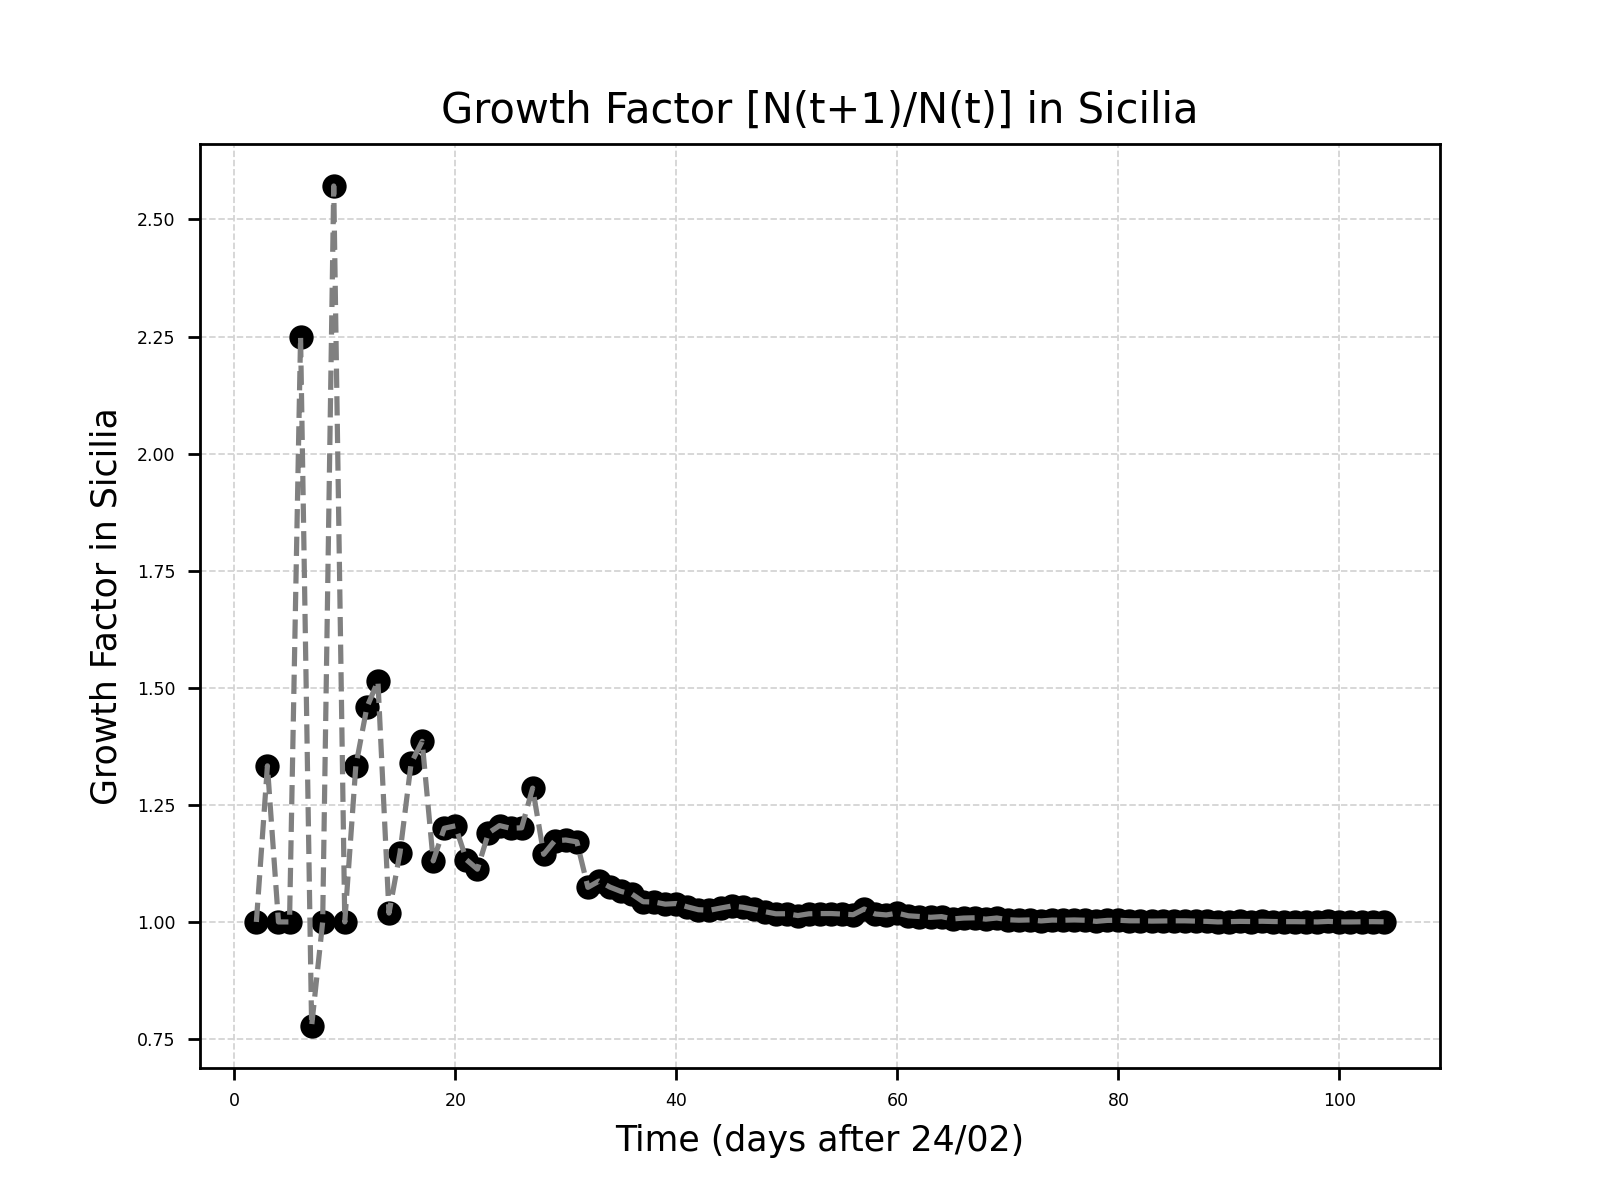 Growth Factor [N(t+1)/N(t)] in Sicilia
Growth Factor in Sicilia
2.50
2.25
2.00
1.75
1.50
1.25
1.00
0.75
0 20 40 60 80 100
Time (days after 24/02)